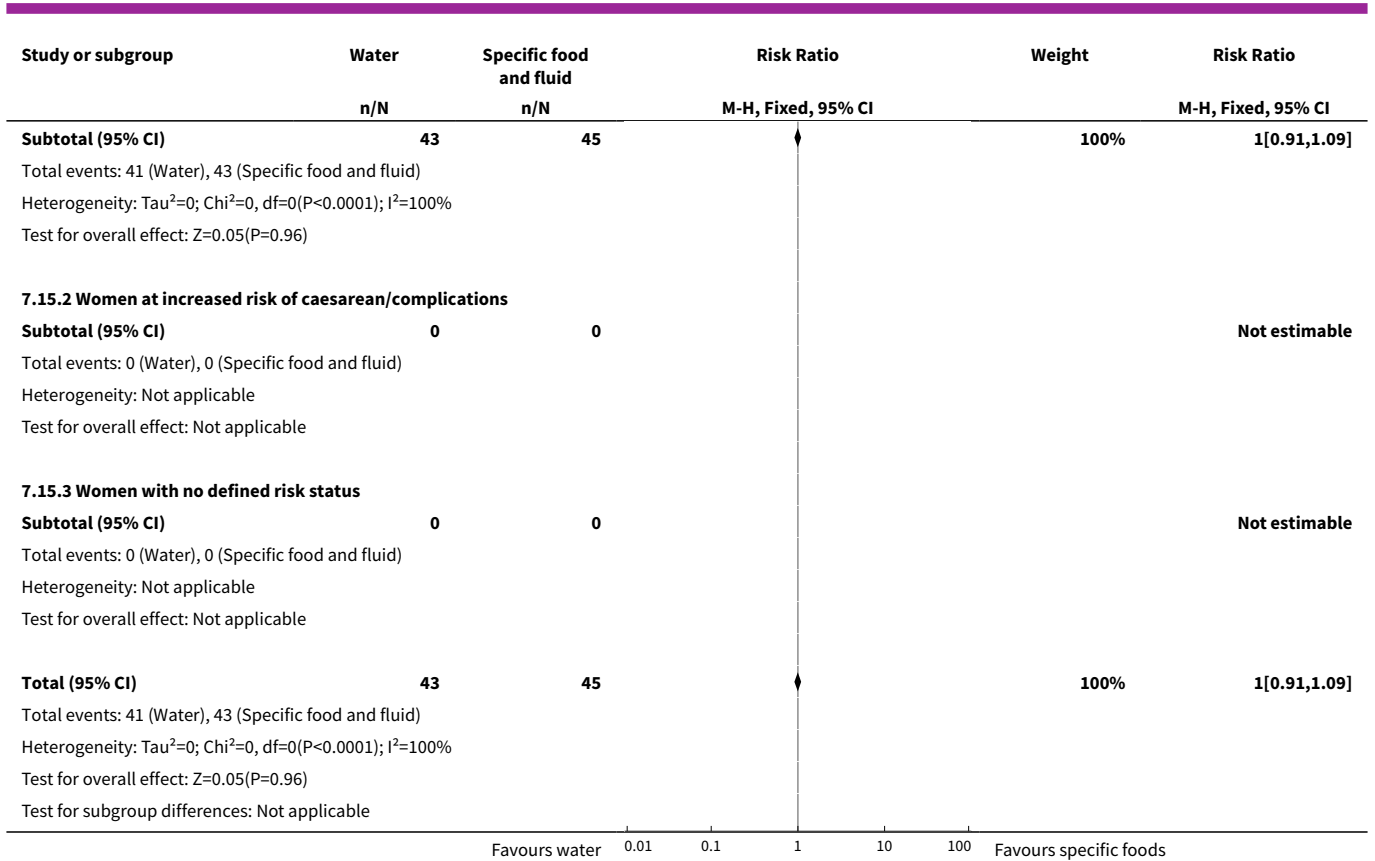 Study or subgroup Water Specific food and fluid Risk Ratio Weight Risk Ratio
n/N n/N M-H, Fixed, 95% CI M-H, Fixed, 95% CI
Subtotal (95% CI) 43 45 100% 1[0.91,1.09]
Total events: 41 (Water), 43 (Specific food and fluid)
Heterogeneity: Tau²=0; Chi²=0, df=0(P<0.0001); I²=100%
Test for overall effect: Z=0.05(P=0.96)
7.15.2 Women at increased risk of caesarean/complications
Subtotal (95% CI) 0 0 Not estimable
Total events: 0 (Water), 0 (Specific food and fluid)
Heterogeneity: Not applicable
Test for overall effect: Not applicable
7.15.3 Women with no defined risk status
Subtotal (95% CI) 0 0 Not estimable
Total events: 0 (Water), 0 (Specific food and fluid)
Heterogeneity: Not applicable
Test for overall effect: Not applicable
Total (95% CI) 43 45 100% 1[0.91,1.09]
Total events: 41 (Water), 43 (Specific food and fluid)
Heterogeneity: Tau²=0; Chi²=0, df=0(P<0.0001); I²=100%
Test for overall effect: Z=0.05(P=0.96)
Test for subgroup differences: Not applicable
Favours water 0.01 0.1 1 10 100 Favours specific foods